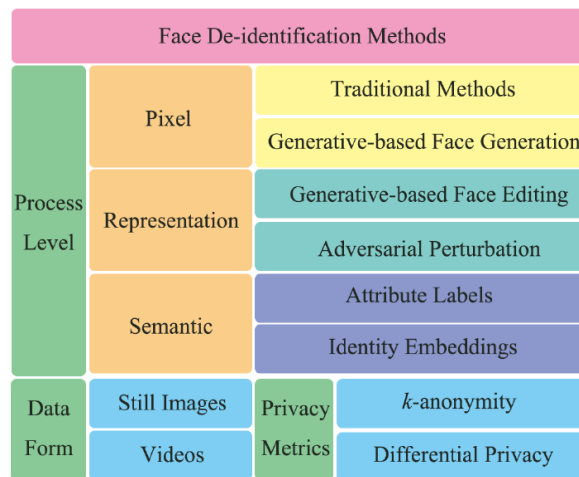 Face De-identification Methods
Process
Level
Pixel
Traditional Methods
Generative-based Face Generation
Representation
Generative-based Face Editing
Adversarial Perturbation
Semantic
Attribute Labels
Identity Embeddings
Data
Form
Still Images
Videos
Privacy
Metrics
k-anonymity
Differential Privacy